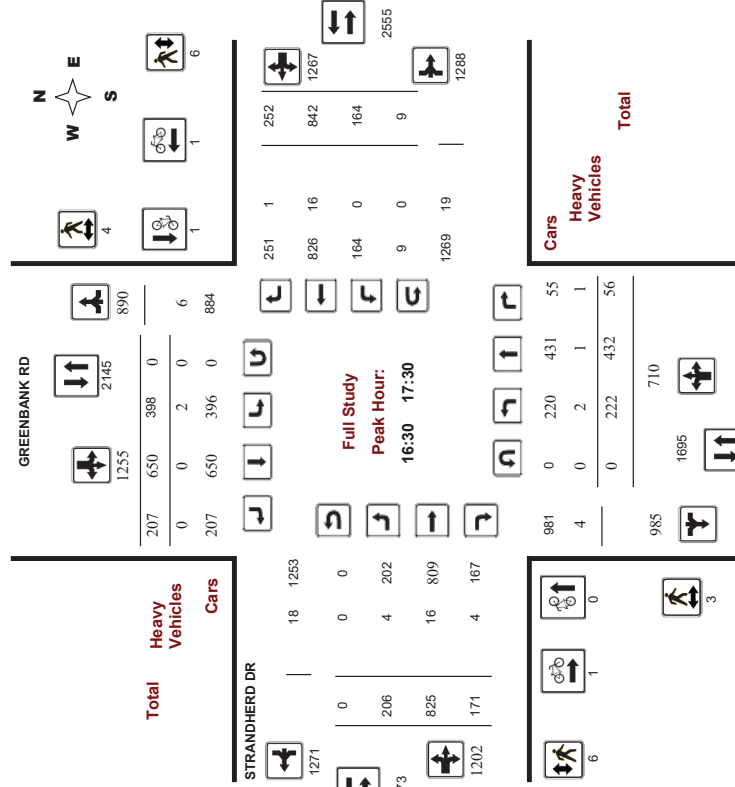 GREENBANK RD
N
E
S
W
6
4
1
1
890
2145
1255
6
884
207 650 398 0
0 0 2 0
207 650 396 0
2555
1267
1288
252
842
164
9
251 1
826 16
164 0
9 0
1269 19
Full Study
Peak Hour:
16:30 17:30
Cars
Heavy
Vehicles
Total
0 220 431 55
0 2 1 1
0 222 432 56
710
1695
981
4
985
Total
Heavy
Vehicles
Cars
STRANDHERD DR
18 1253
0 0
4 202
16 809
4 167
0
206
825
171
1271
1202
0
1
6
3